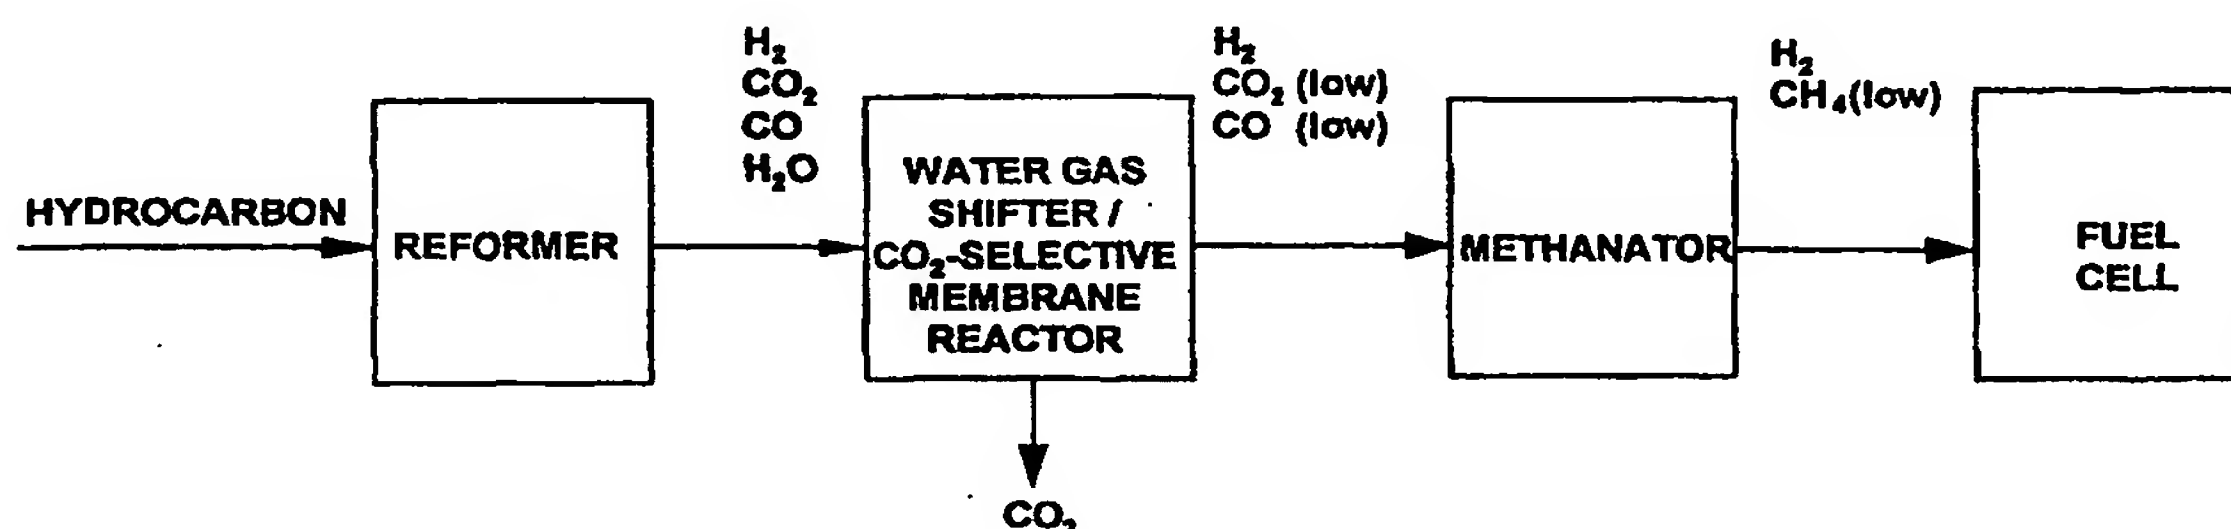 HYDROCARBON
REFORMER
H₂
CO₂
CO
H₂O
WATER GAS
SHIFTER /
CO₂-SELECTIVE
MEMBRANE
REACTOR
CO₂
H₂
CO₂ (low)
CO (low)
METHANATOR
H₂
CH₄(low)
FUEL
CELL